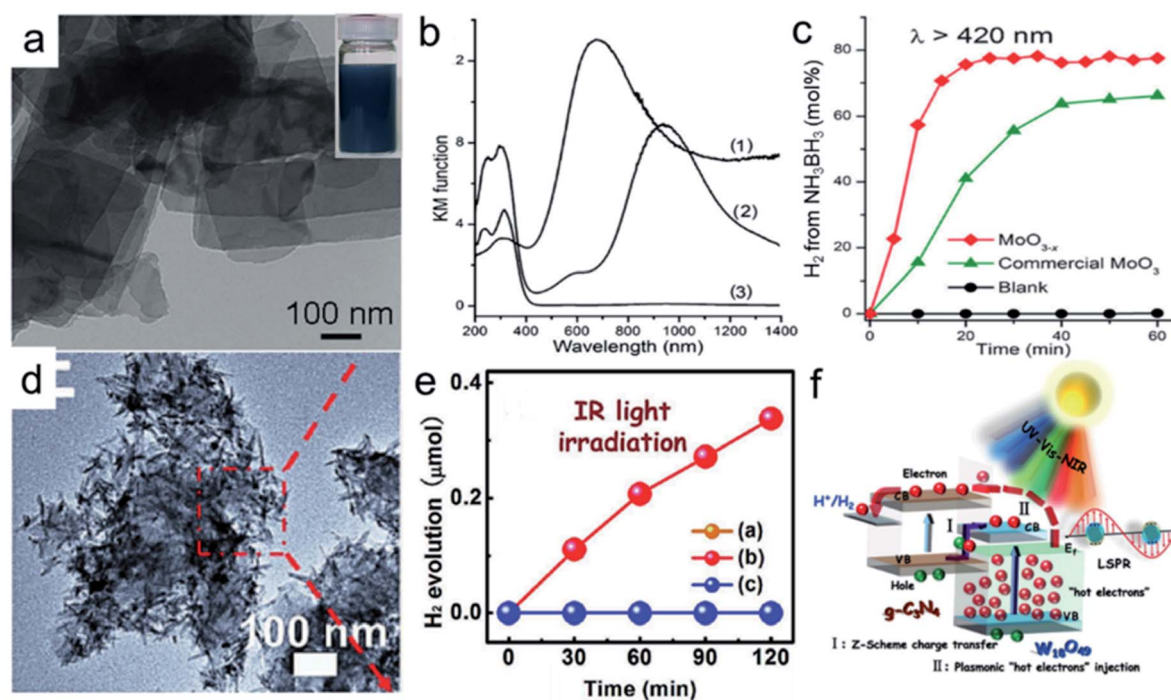 a
100 nm
b
KM function
2
8
4
0
(1)
(2)
(3)
200 400 600 800 1000 1200 1400
Wavelength (nm)
c
λ > 420 nm
H₂ from NH₃BH₃ (mol%)
80
60
40
20
0
MoO₃₋ₓ
Commercial MoO₃
Blank
0 20 40 60
Time (min)
d
100 nm
e
IR light
irradiation
H₂ evolution (μmol)
0.4
0.2
0.0
(a)
(b)
(c)
0 30 60 90 120
Time (min)
f
UV-Vis-NIR
Electron
CB
H⁺/H₂
II
I
CB
VB
Ef
LSPR
Hole
"hot electrons"
g-C₃N₄
VB
W₁₈O₄₉
I : Z-Scheme charge transfer
II : Plasmonic "hot electrons" injection